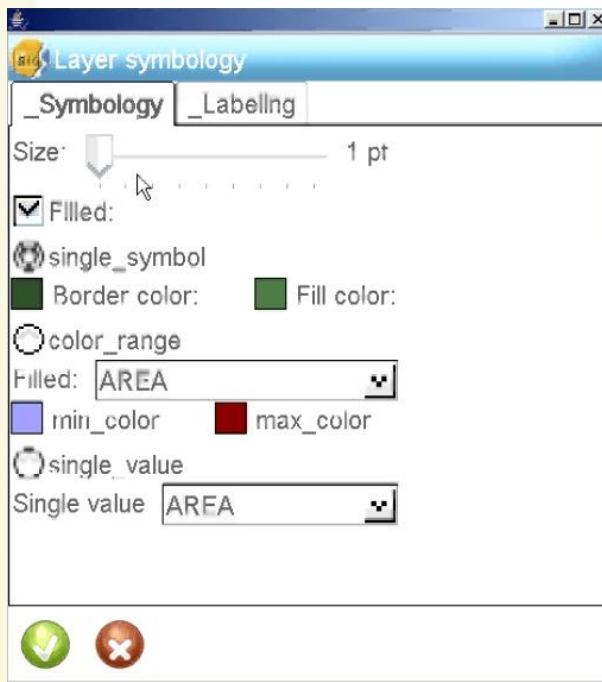 Layer symbology
_Symbology _Labeling
Size: 1 pt
Filled:
single_symbol
Border color: Fill color:
color_range
Filled: AREA
min_color max_color
single_value
Single value AREA